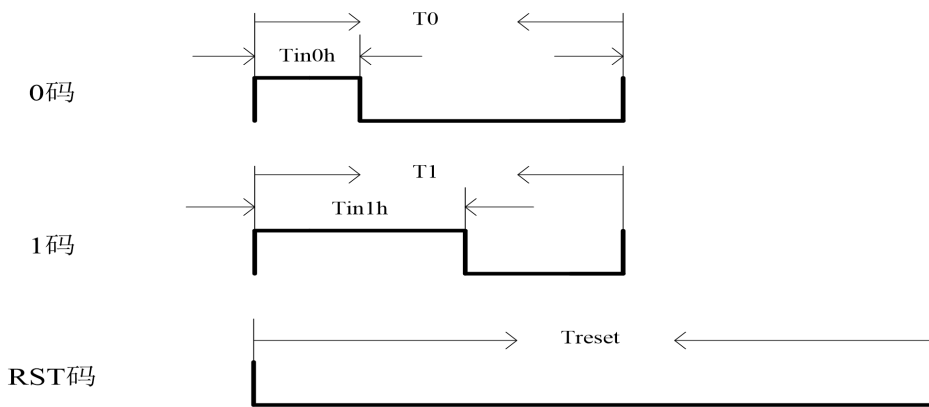 T0
Tin0h
0码
T1
Tin1h
1码
Treset
RST码